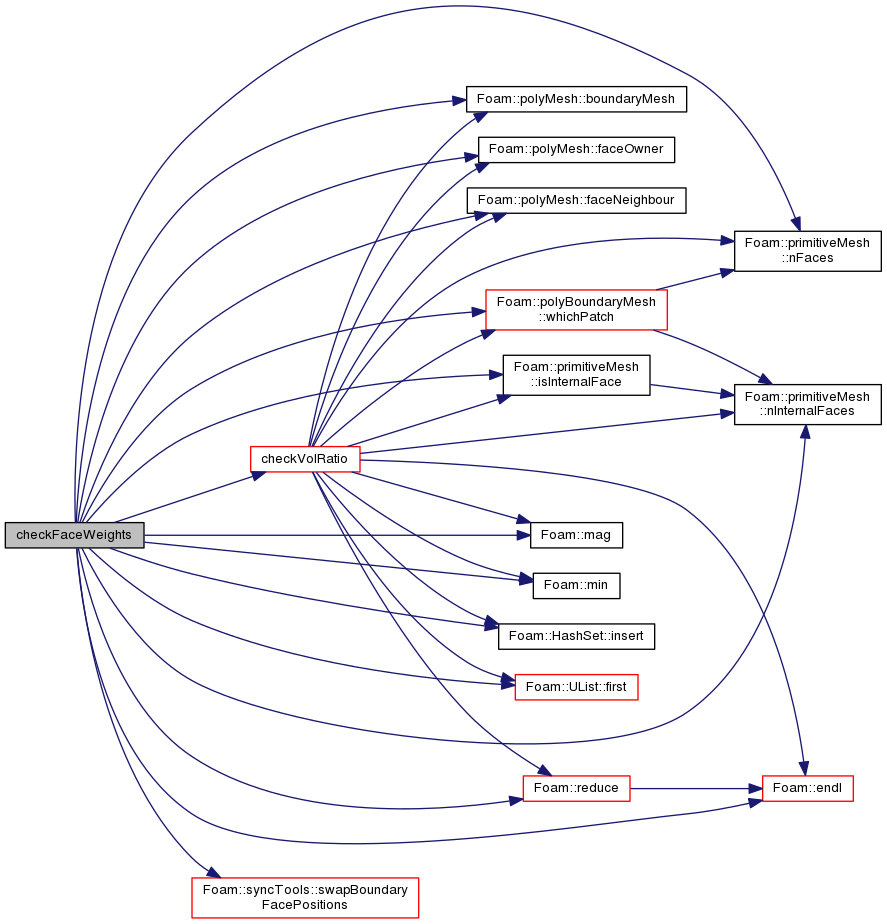 Foam::polyMesh::boundaryMesh
Foam::polyMesh::faceOwner
Foam::polyMesh::faceNeighbour
Foam::primitiveMesh
::nFaces
Foam::polyBoundaryMesh
::whichPatch
Foam::primitiveMesh
::isInternalFace
Foam::primitiveMesh
::nInternalFaces
checkVolRatio
checkFaceWeights
Foam::mag
Foam::min
Foam::HashSet::insert
Foam::UList::first
Foam::reduce
Foam::endl
Foam::syncTools::swapBoundary
FacePositions